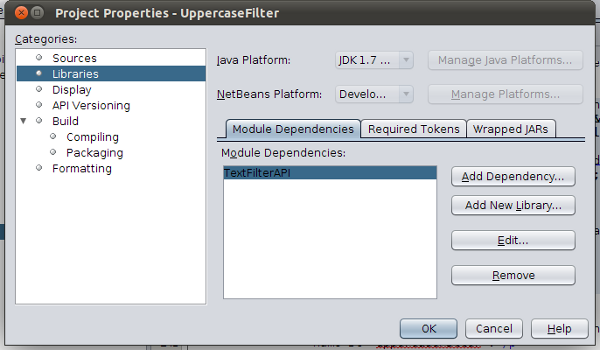 Project Properties - UppercaseFilter
Categories:
Sources
Libraries
Display
API Versioning
Build
Compiling
Packaging
Formatting
Java Platform:
JDK 1.7 ...
Manage Java Platforms...
NetBeans Platform:
Develo...
Manage Platforms...
Module Dependencies
Required Tokens
Wrapped JARs
Module Dependencies:
TextFilterAPI
Add Dependency...
Add New Library...
Edit...
Remove
OK
Cancel
Help